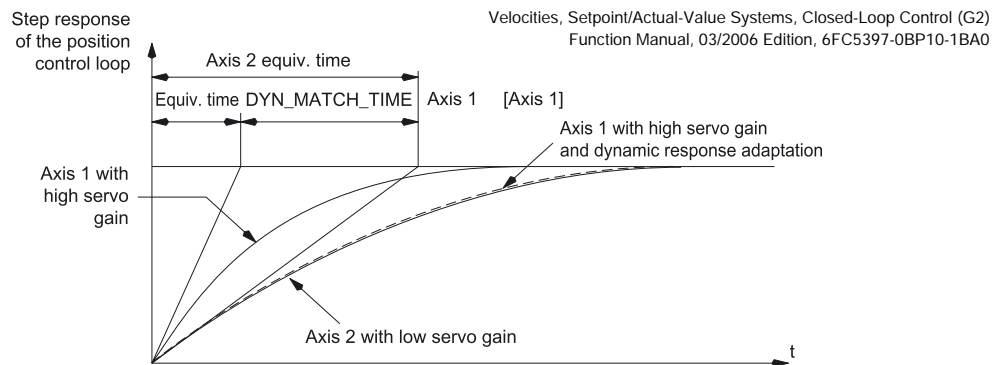 Velocities, Setpoint/Actual-Value Systems, Closed-Loop Control (G2)
Function Manual, 03/2006 Edition, 6FC5397-0BP10-1BA0
Step response
of the position
control loop
Axis 2 equiv. time
Equiv. time DYN_MATCH_TIME Axis 1 [Axis 1]
Axis 1 with high servo gain
and dynamic response adaptation
Axis 1 with
high servo
gain
Axis 2 with low servo gain
t